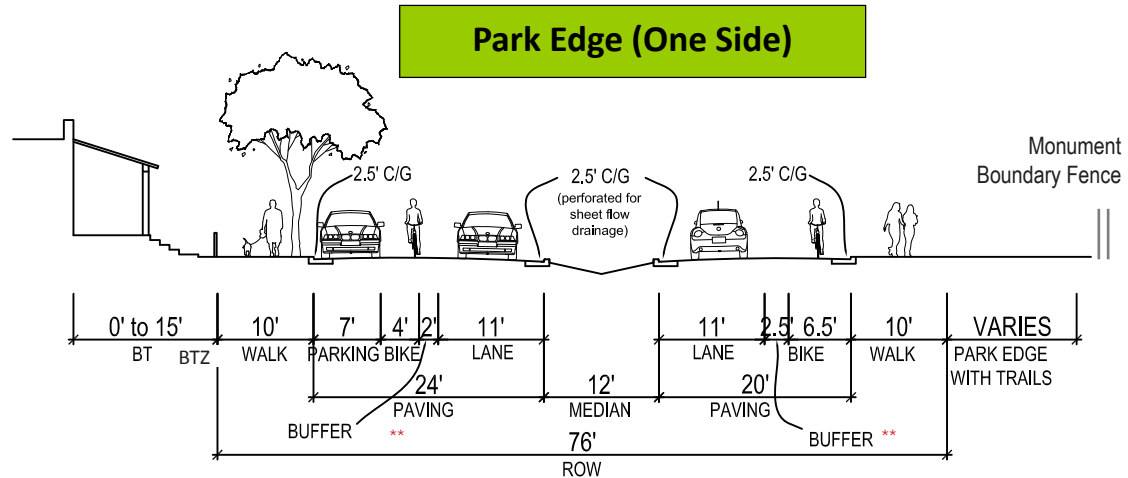 Park Edge (One Side)
Monument
Boundary Fence
2.5' C/G
2.5' C/G
(perforated for
sheet flow
drainage)
2.5' C/G
0' to 15'
10'
7'
4'
2'
11'
11'
2.5'
6.5'
10'
VARIES
BT
BTZ
WALK
PARKING
BIKE
LANE
LANE
BIKE
WALK
PARK EDGE
WITH TRAILS
24'
12'
20'
PAVING
MEDIAN
PAVING
BUFFER **
BUFFER **
76'
ROW